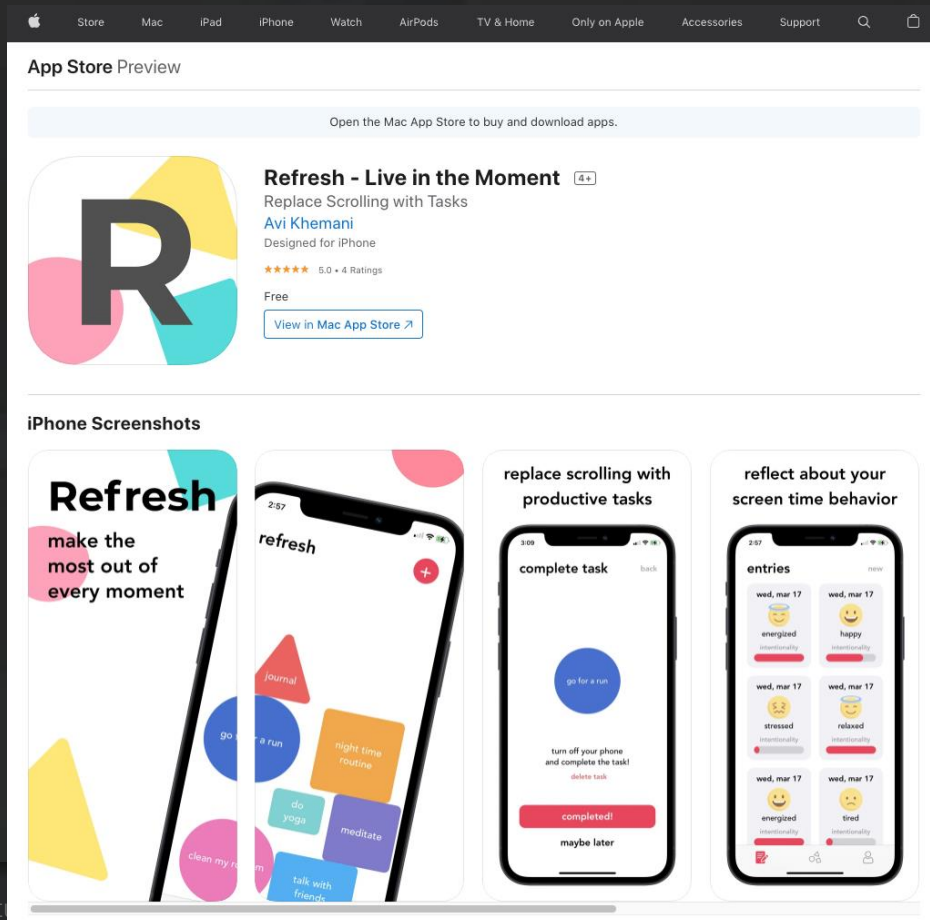 Store Mac iPad iPhone Watch AirPods TV & Home Only on Apple Accessories Support
App Store Preview
Open the Mac App Store to buy and download apps.
R
Refresh - Live in the Moment 4+
Replace Scrolling with Tasks
Avi Khemani
Designed for iPhone
★★★★★ 5.0 • 4 Ratings
Free
View in Mac App Store ↗
iPhone Screenshots
Refresh
make the
most out of
every moment
go
clean my r
2:57
refresh
+
journal
for a run
night time
routine
do
yoga
meditate
talk with
friends
replace scrolling with
productive tasks
3:09
complete task back
go for a run
turn off your phone
and complete the task!
delete task
completed!
maybe later
reflect about your
screen time behavior
2:57
entries new
wed, mar 17 wed, mar 17
energized happy
intentionality intentionality
wed, mar 17 wed, mar 17
stressed relaxed
intentionality intentionality
wed, mar 17 wed, mar 17
energized tired
intentionality intentionality